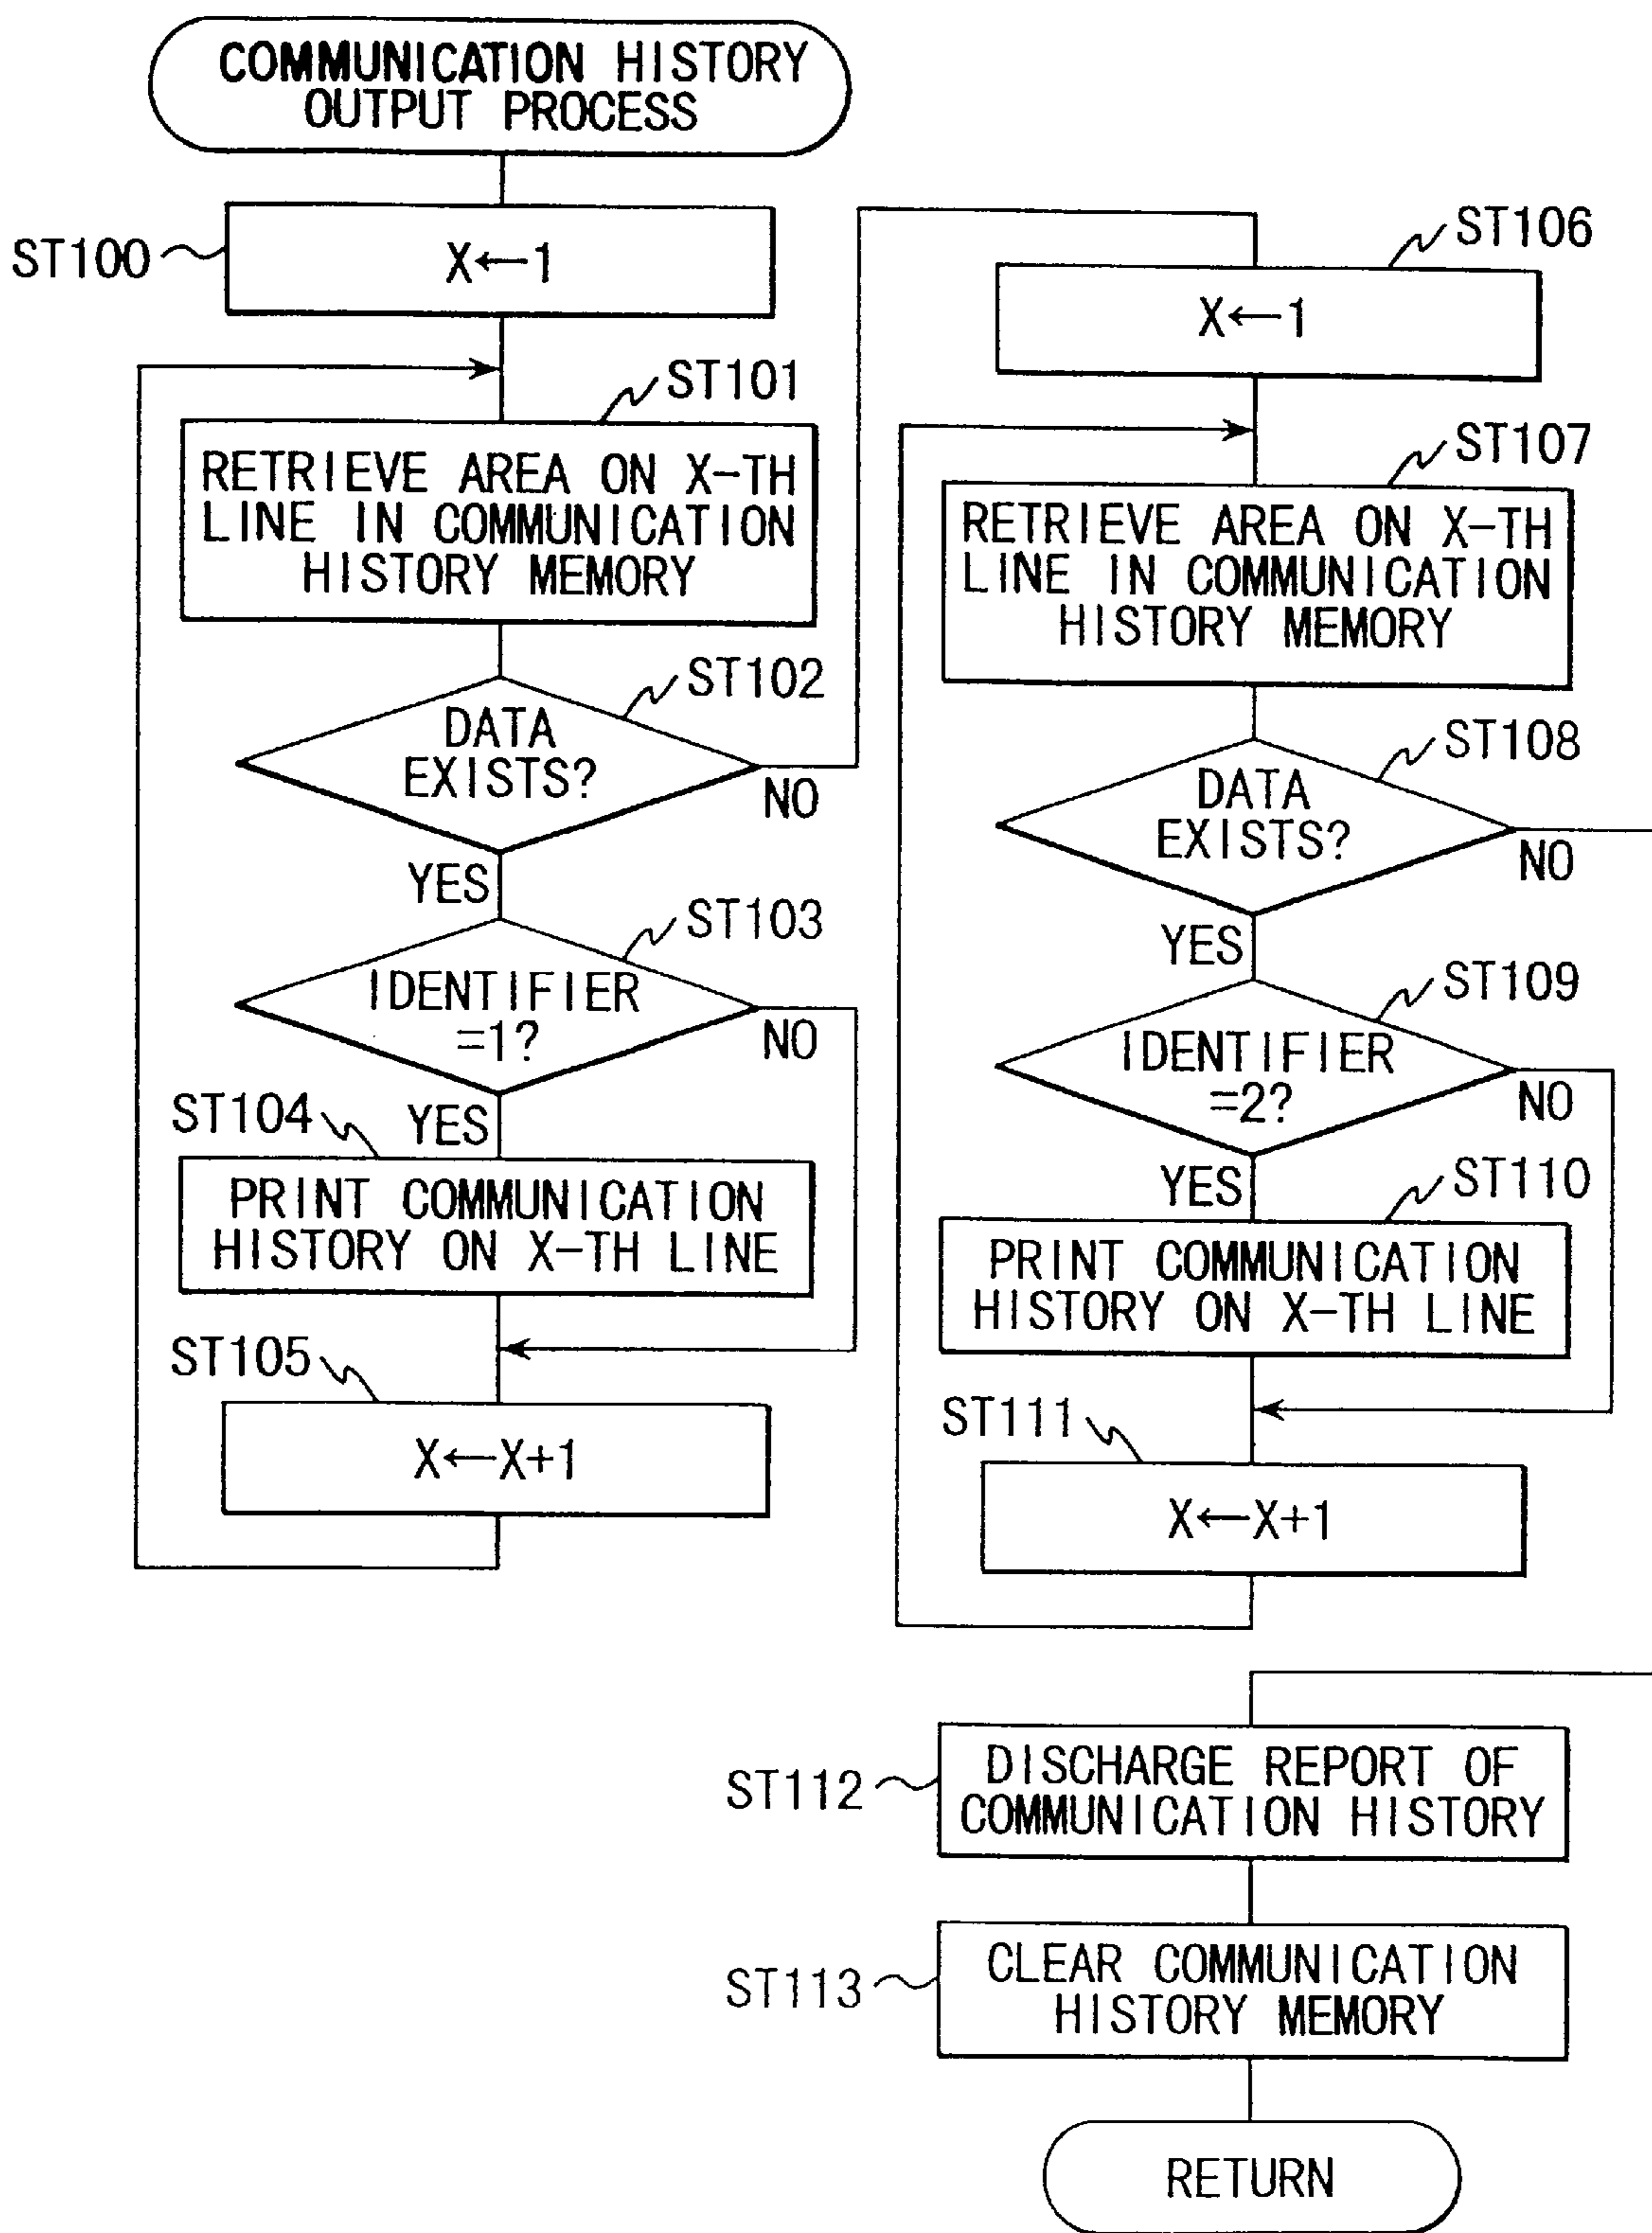 COMMUNICATION HISTORY
OUTPUT PROCESS
ST100
X←1
ST101
RETRIEVE AREA ON X-TH
LINE IN COMMUNICATION
HISTORY MEMORY
ST102
DATA
EXISTS?
NO
YES
ST103
IDENTIFIER
=1?
NO
YES
ST104
PRINT COMMUNICATION
HISTORY ON X-TH LINE
ST105
X←X+1
ST106
X←1
ST107
RETRIEVE AREA ON X-TH
LINE IN COMMUNICATION
HISTORY MEMORY
ST108
DATA
EXISTS?
NO
YES
ST109
IDENTIFIER
=2?
NO
YES
ST110
PRINT COMMUNICATION
HISTORY ON X-TH LINE
ST111
X←X+1
ST112
DISCHARGE REPORT OF
COMMUNICATION HISTORY
ST113
CLEAR COMMUNICATION
HISTORY MEMORY
RETURN